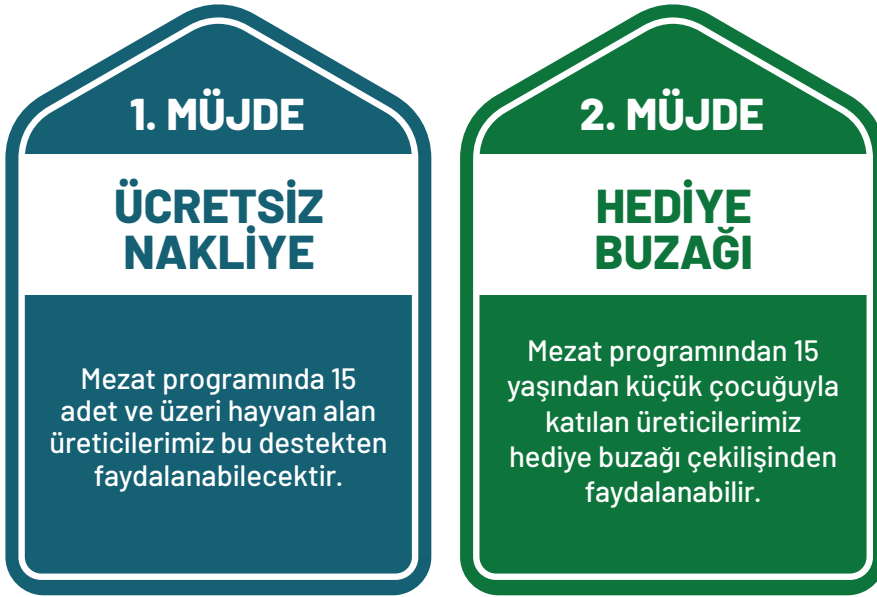 1. MÜJDE
ÜCRETSİZ
NAKLİYE
Mezat programında 15
adet ve üzeri hayvan alan
üreticilerimiz bu destekten
faydalanabilecektir.
2. MÜJDE
HEDİYE
BUZAĞI
Mezat programından 15
yaşından küçük çocuğuyla
katılan üreticilerimiz
hediye buzağı çekilişinden
faydalanabilir.